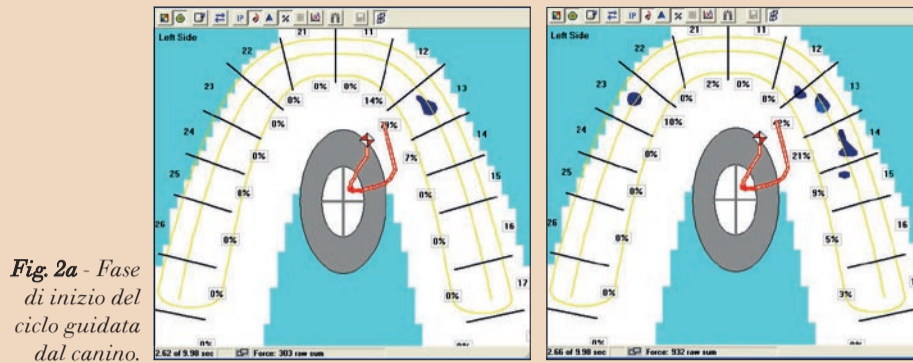 Fig. 2a - Fase
di inizio del
ciclo guidata
dal canino.
IP A %
Left Side
21 11
22 12
23 13
24 14
25 15
26 16
17
0% 0%
0% 14%
0%
0% 7%
0% 0%
0% 0%
0% 0%
0%
2.62 of 9.98 sec Force: 303 raw sum
IP A %
Left Side
21 11
22 12
23 13
24 14
25 15
26 16
2% 0%
0% 8%
18%
0% 21%
0% 9%
0% 5%
0% 3%
2.66 of 9.98 sec Force: 932 raw sum